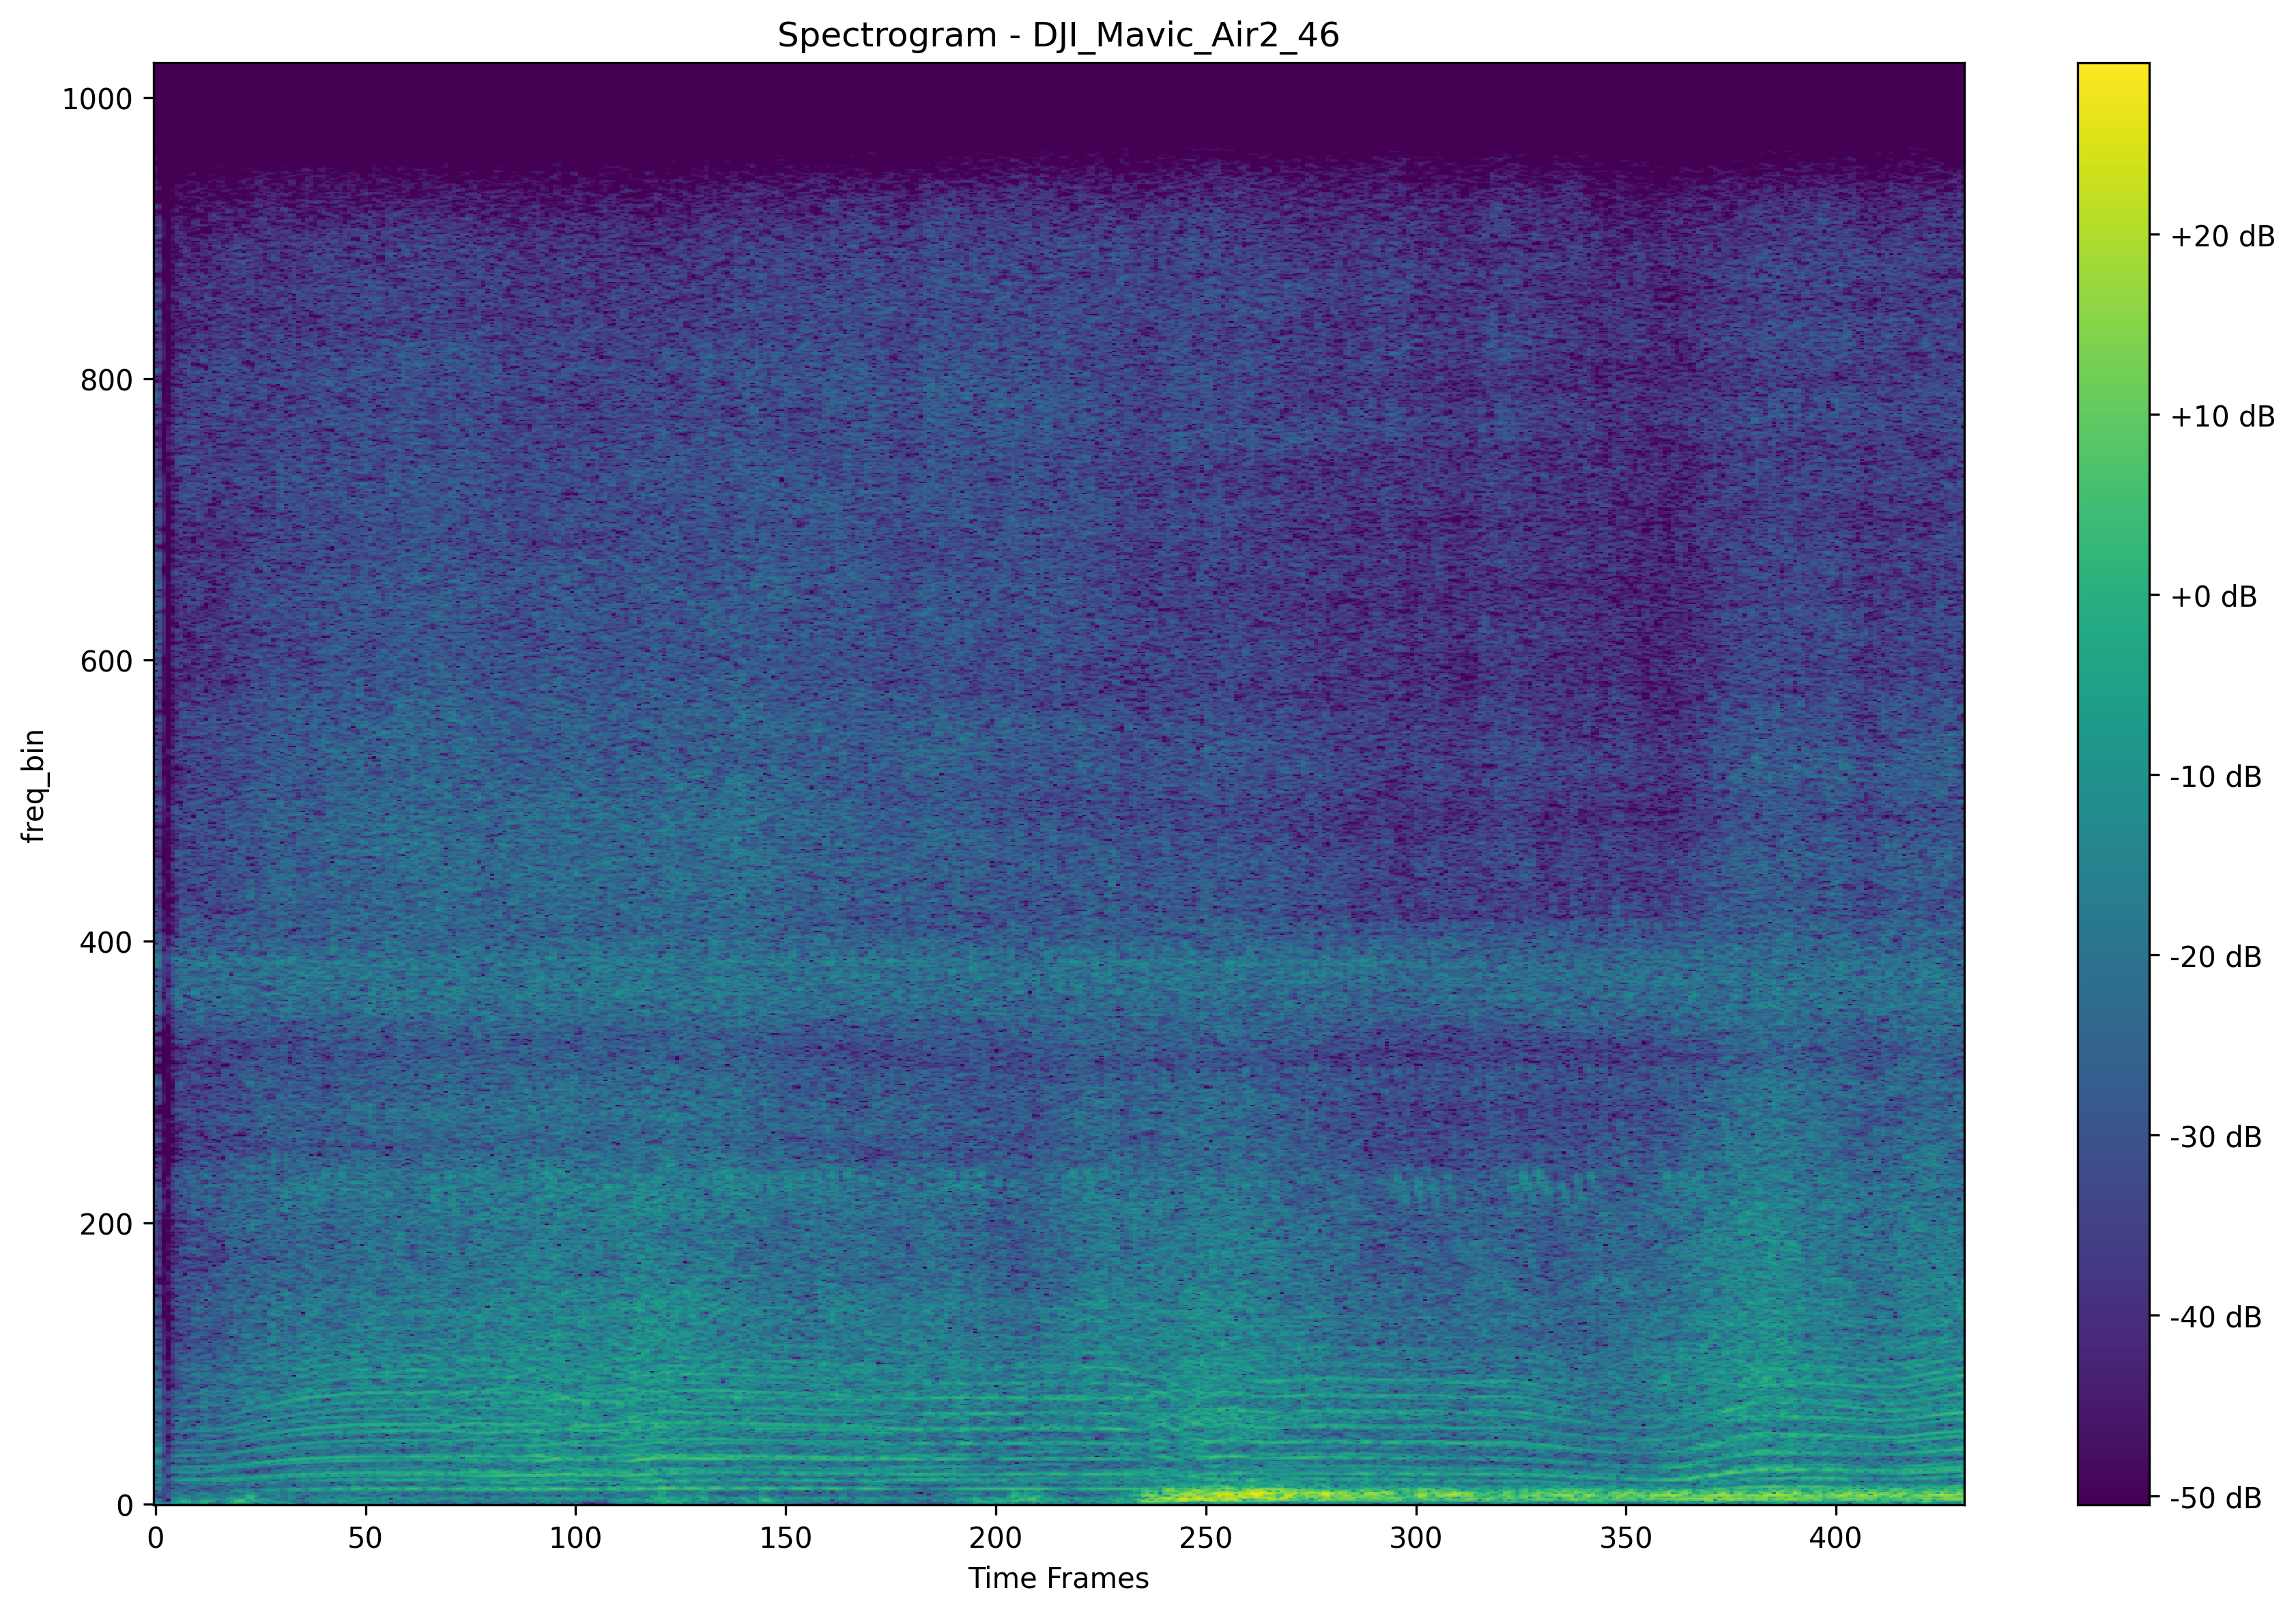 Spectrogram - DJI_Mavic_Air2_46
1000
800
600
400
200
0
freq_bin
0 50 100 150 200 250 300 350 400
Time Frames
+20 dB
+10 dB
+0 dB
-10 dB
-20 dB
-30 dB
-40 dB
-50 dB